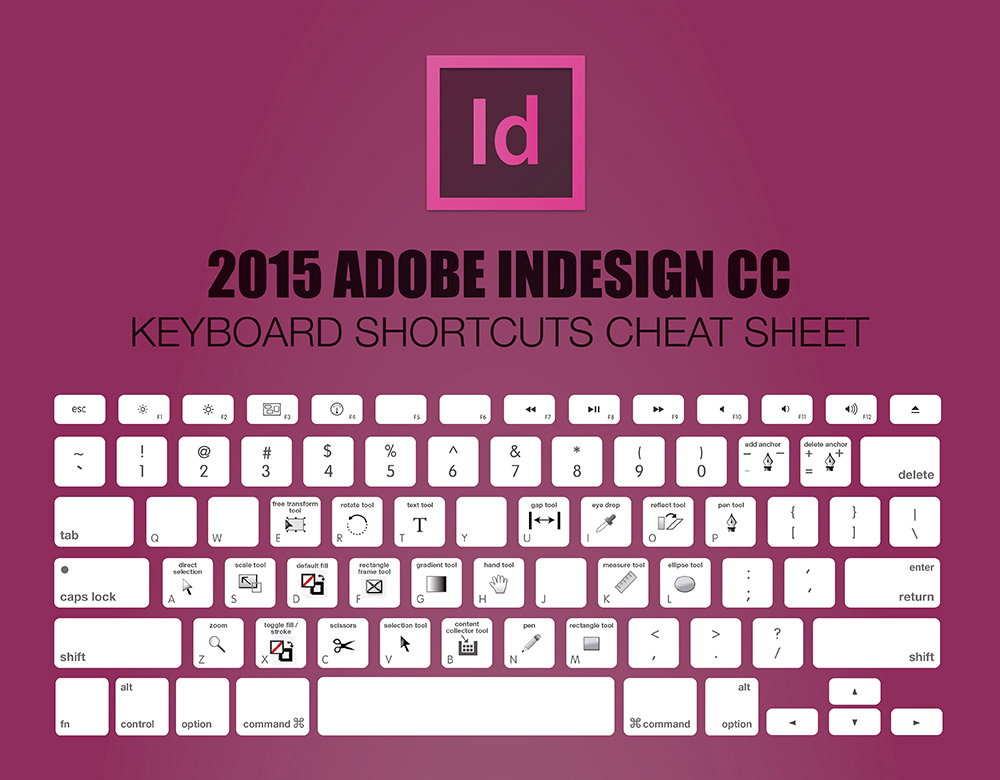 Id
2015 ADOBE INDESIGN CC
KEYBOARD SHORTCUTS CHEAT SHEET
esc F1 F2 F3 F4 F5 F6 F7 F8 F9 F10 F11 F12
~ ! @ # $ % ^ & * ( ) add anchor delete anchor
` 1 2 3 4 5 6 7 8 9 0 - _ + = delete
free transform tool rotate tool text tool gap tool eye drop reflect tool pen tool { } |
tab Q W E R T Y U I O P [ ] \
direct selection scale tool default fill rectangle frame tool gradient tool hand tool measure tool ellipse tool : ‘ enter
caps lock A S D F G H J K L ; , return
zoom toggle fill / stroke scissors selection tool content collector tool pen rectangle tool < > ?
shift Z X C V B N M , . / shift
alt alt
fn control option command ⌘ ⌘ command option